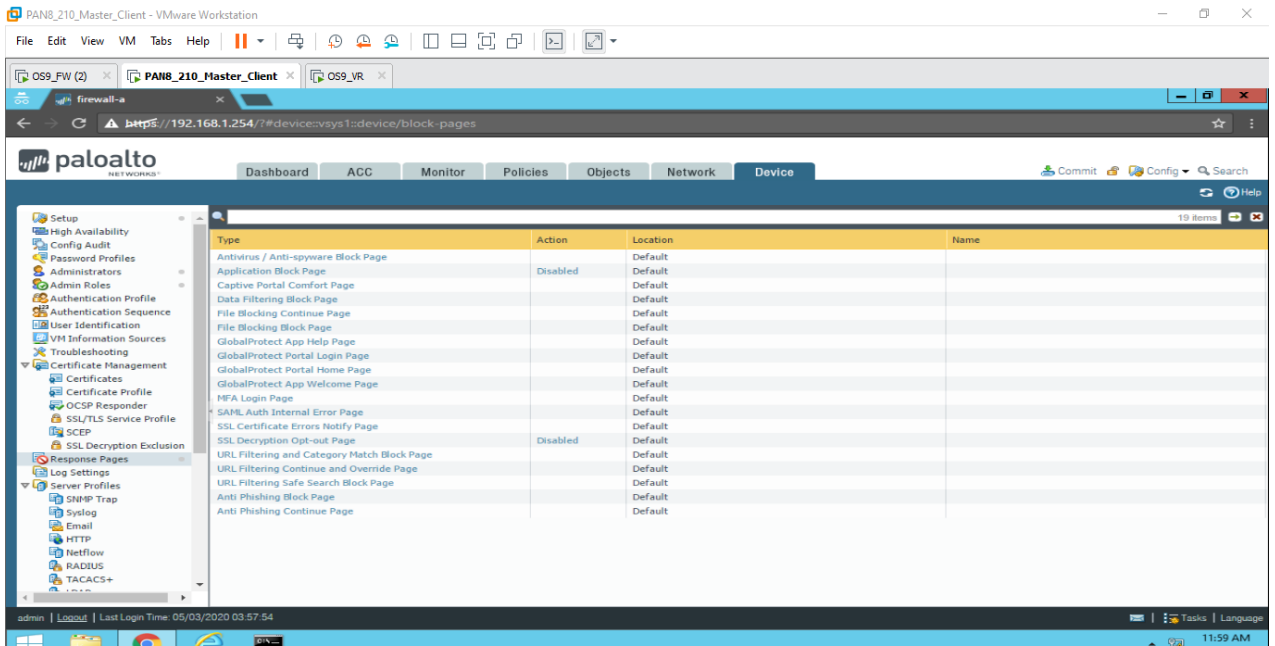 PAN8_210_Master_Client - VMware Workstation
File Edit View VM Tabs Help
OS9_FW (2) PAN8_210_Master_Client OS9_VR
firewall-a
https://192.168.1.254/?#device::vsys1::device/block-pages
paloalto
NETWORKS
Dashboard ACC Monitor Policies Objects Network Device
Commit Config Search
Help
19 items
Setup
High Availability
Config Audit
Password Profiles
Administrators
Admin Roles
Authentication Profile
Authentication Sequence
User Identification
VM Information Sources
Troubleshooting
Certificate Management
Certificates
Certificate Profile
OCSP Responder
SSL/TLS Service Profile
SCEP
SSL Decryption Exclusion
Response Pages
Log Settings
Server Profiles
SNMP Trap
Syslog
Email
HTTP
Netflow
RADIUS
TACACS+
Type Action Location Name
Antivirus / Anti-spyware Block Page Default
Application Block Page Disabled Default
Captive Portal Comfort Page Default
Data Filtering Block Page Default
File Blocking Continue Page Default
File Blocking Block Page Default
GlobalProtect App Help Page Default
GlobalProtect Portal Login Page Default
GlobalProtect Portal Home Page Default
GlobalProtect App Welcome Page Default
MFA Login Page Default
SAML Auth Internal Error Page Default
SSL Certificate Errors Notify Page Default
SSL Decryption Opt-out Page Disabled Default
URL Filtering and Category Match Block Page Default
URL Filtering Continue and Override Page Default
URL Filtering Safe Search Block Page Default
Anti Phishing Block Page Default
Anti Phishing Continue Page Default
admin | Logout | Last Login Time: 05/03/2020 03:57:54
Tasks | Language
11:59 AM